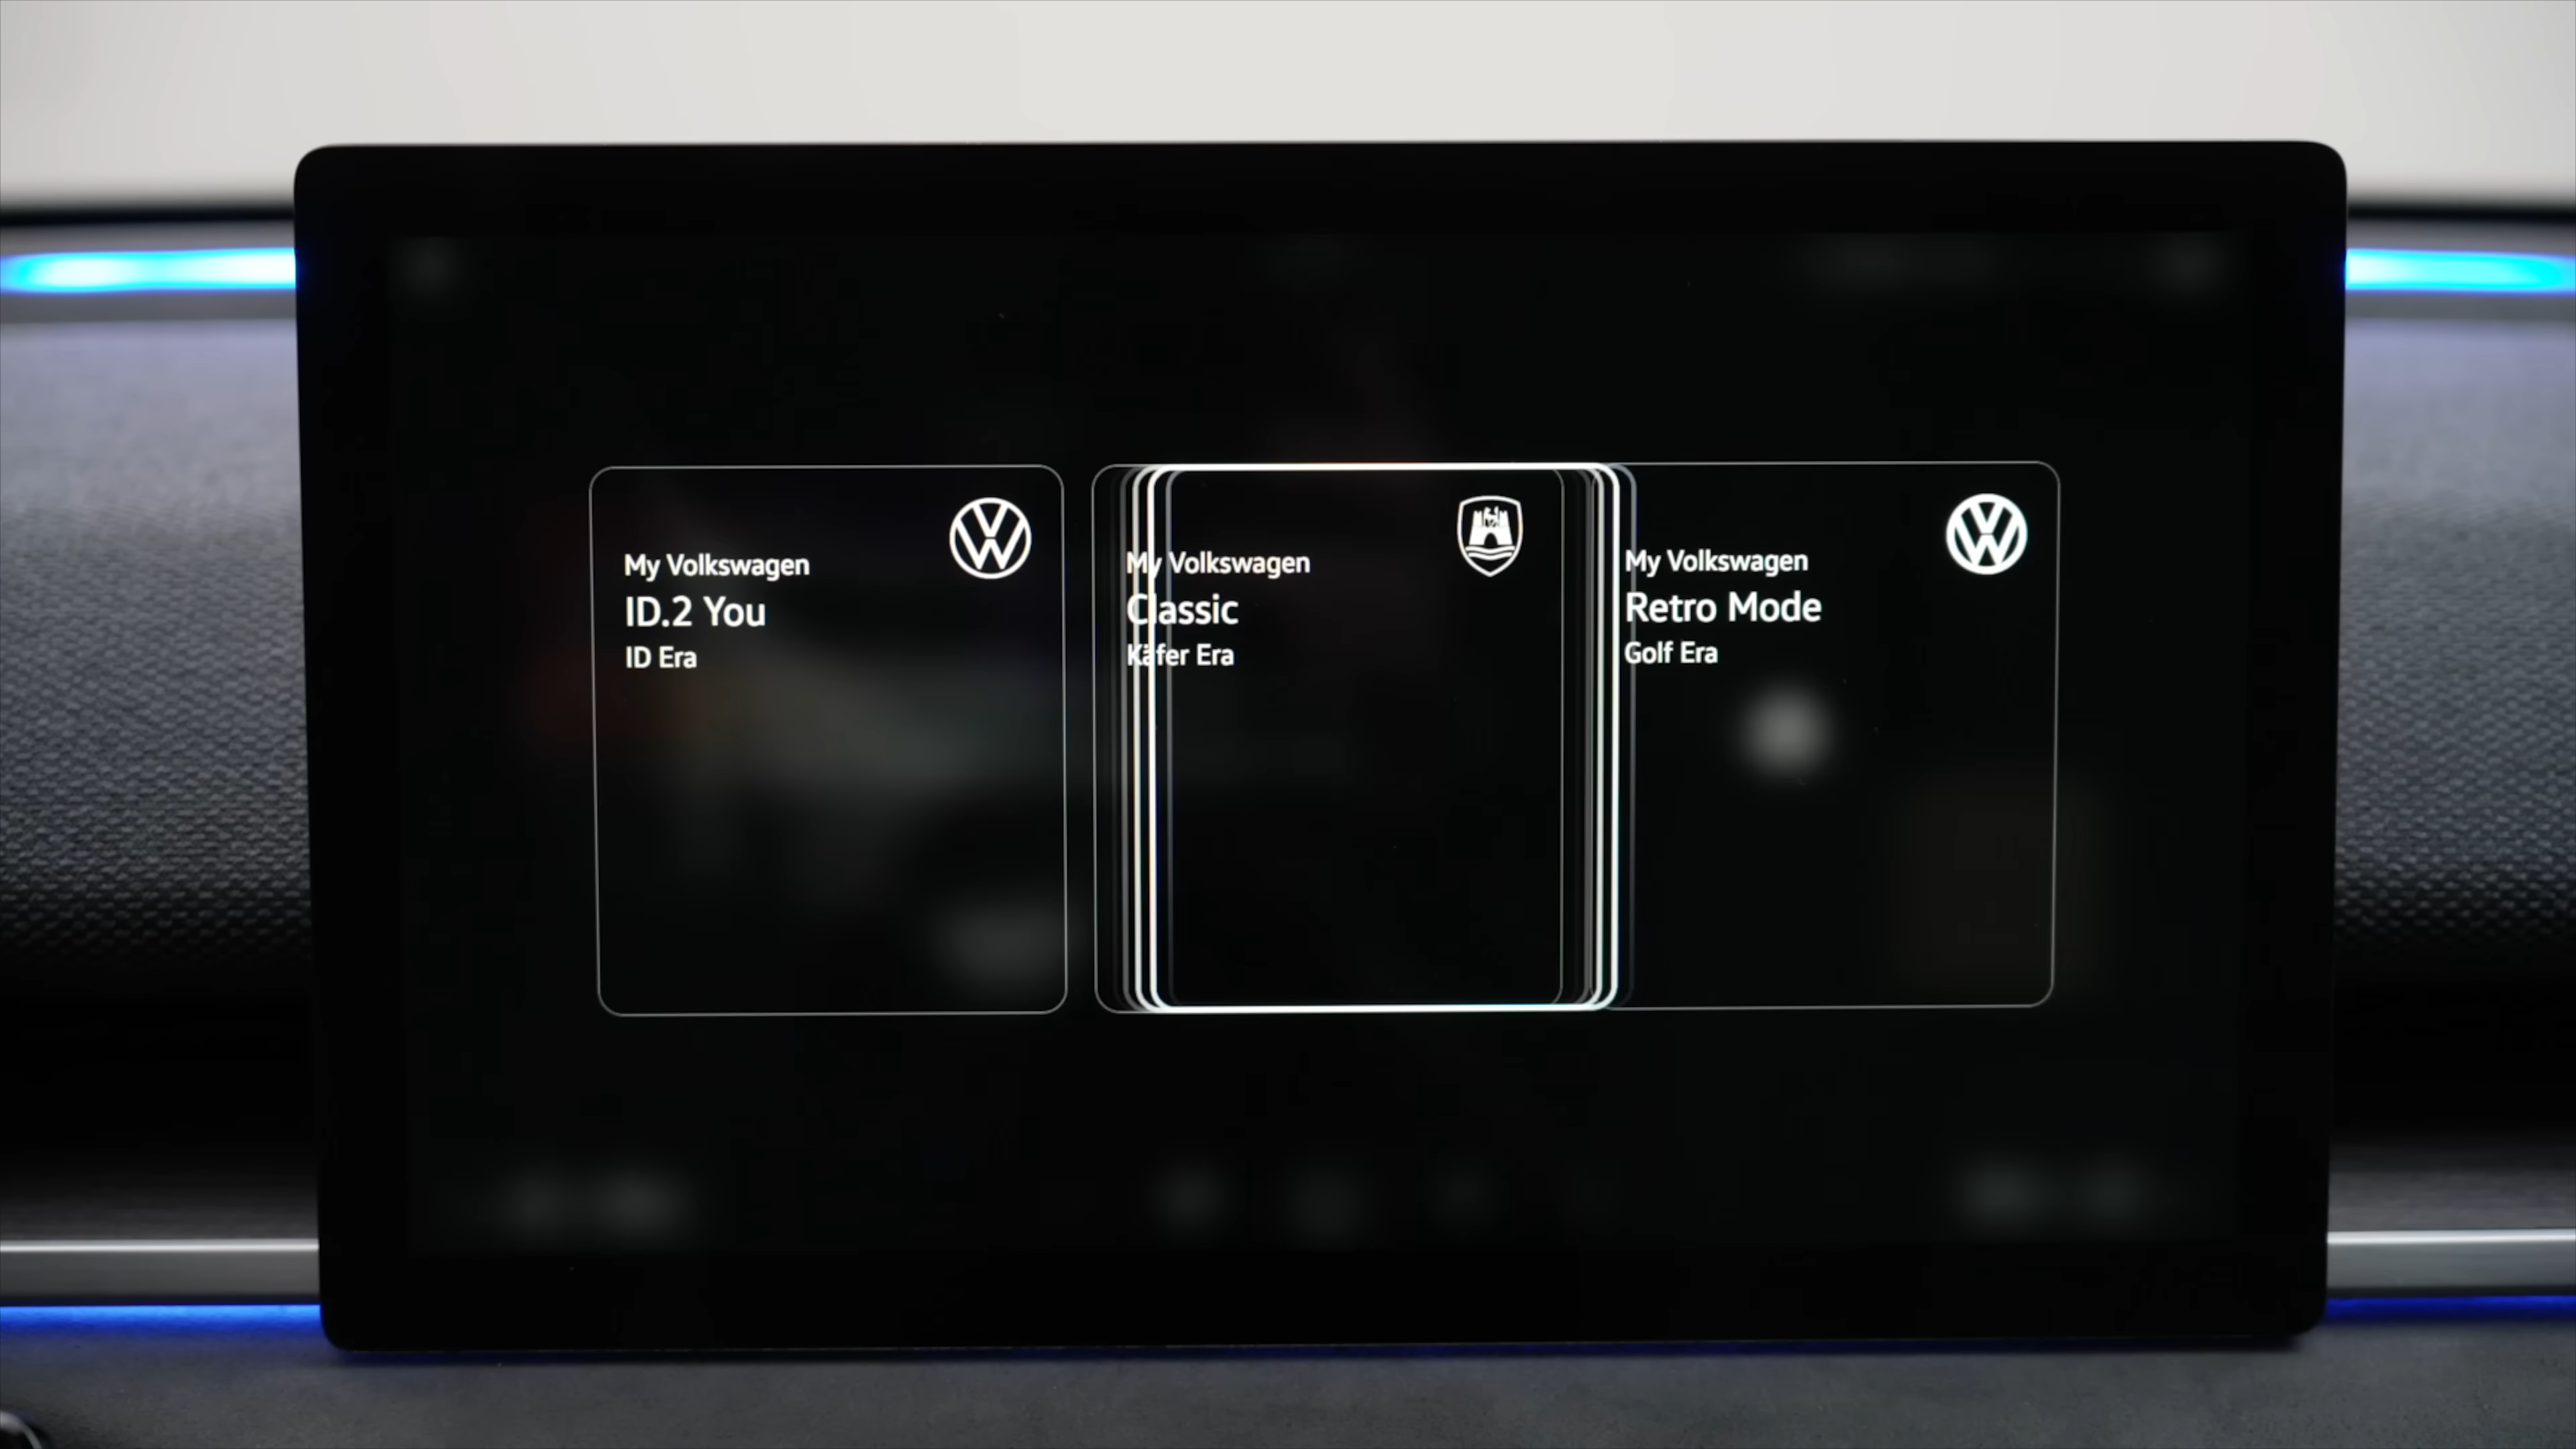 My Volkswagen
ID.2 You
ID Era
My Volkswagen
Classic
Käfer Era
My Volkswagen
Retro Mode
Golf Era